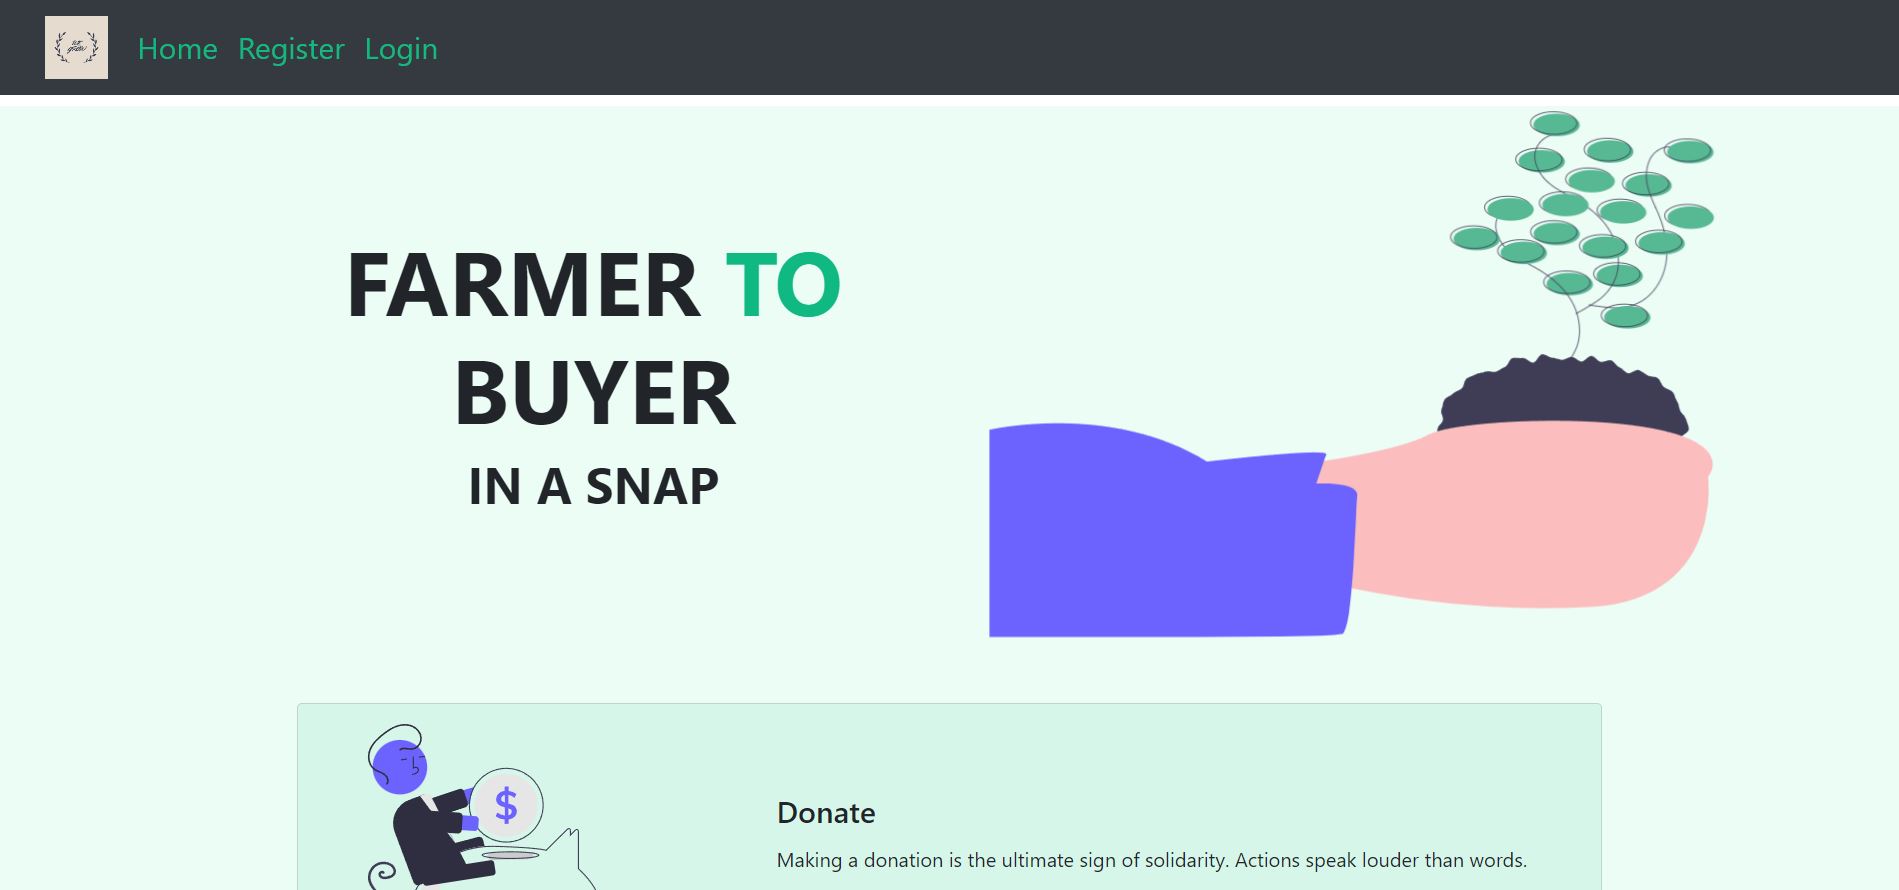 Home Register Login
FARMER TO
BUYER
IN A SNAP
$
Donate
Making a donation is the ultimate sign of solidarity. Actions speak louder than words.